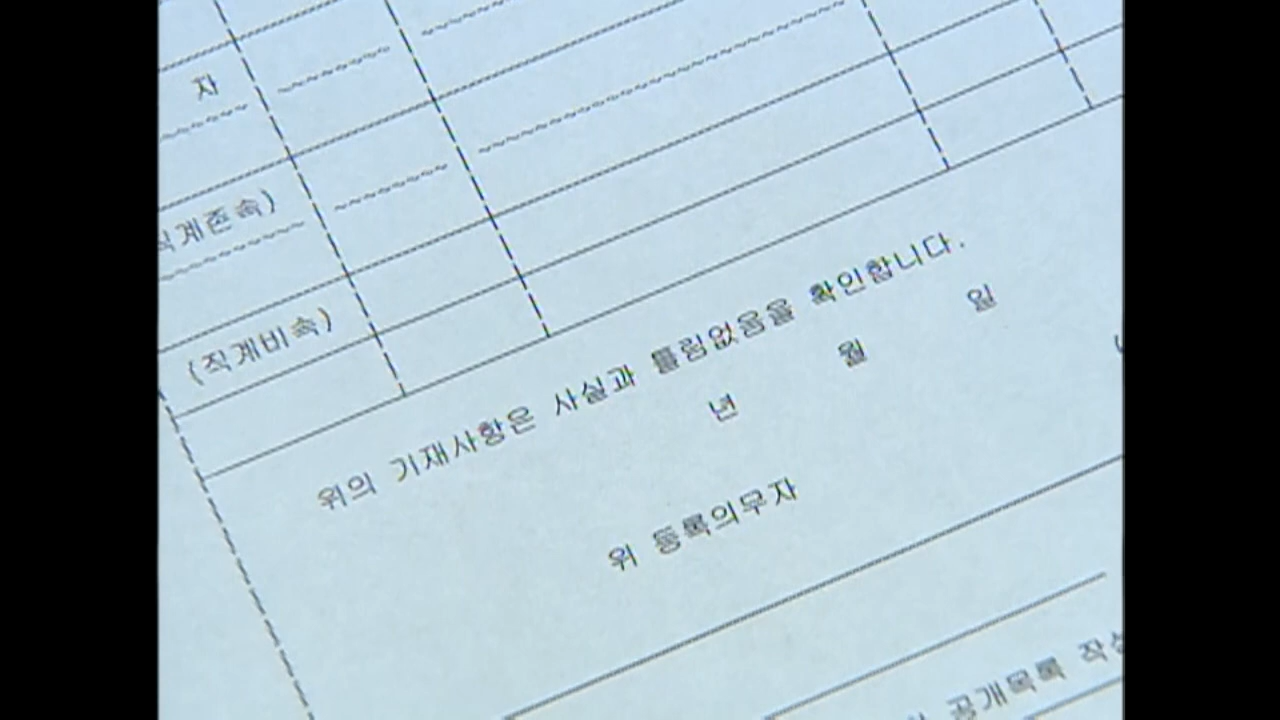 자
직계존속)
(직계비속)
위의 기재사항은 사실과 틀림없음을 확인합니다.
년 월 일
위 등록의무자
공개목록 작성